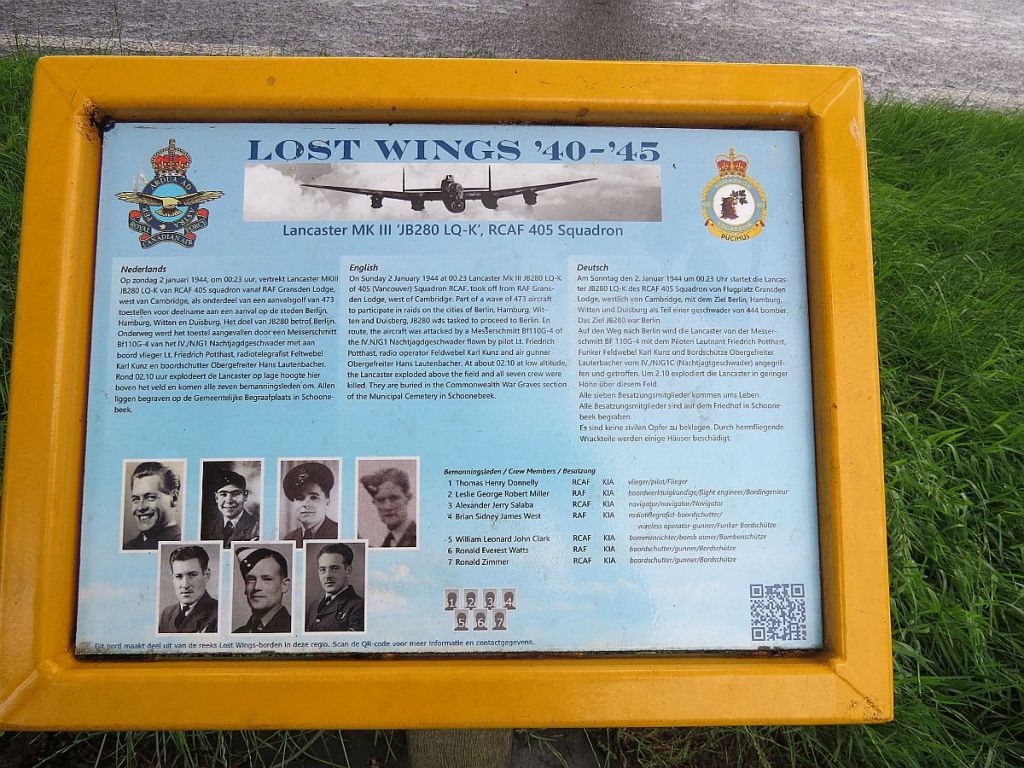 LOST WINGS '40-'45
Lancaster MK III 'JB280 LQ-K', RCAF 405 Squadron
Nederlands
Op zondag 2 januari 1944, om 00:23 uur, vertrekt Lancaster MKIII
JB280 LQ-K van RCAF 405 squadron vanaf RAF Gransden Lodge,
west van Cambridge, als onderdeel van een aanvalsgolf van 473
toestellen voor deelname aan een aanval op de steden Berlijn,
Hamburg, Witten en Duisburg. Het doel van JB280 betrof Berlijn.
Onderweg werd het toestel aangevallen door een Messerschmitt
Bf110G-4 van het IV./NJG1 Nachtjagdgeschwader met aan
boord vlieger Lt. Friedrich Potthast, radiotelegrafist Feltwebel
Karl Kunz en boordschutter Obergefreiter Hans Lautenbacher.
Rond 02.10 uur explodeert de Lancaster op lage hoogte hier
boven het veld en komen alle zeven bemanningsleden om. Allen
liggen begraven op de Gemeentelijke Begraafplaats in Schoone-
beek.
English
On Sunday 2 January 1944 at 00.23 Lancaster Mk III JB280 LQ-K
of 405 (Vancouver) Squadron RCAF. took off from RAF Grans-
den Lodge, west of Cambridge. Part of a wave of 473 aircraft
to participate in raids on the cities of Berlin, Hamburg, Wit-
ten and Duisberg, JB280 was tasked to proceed to Berlin. En
route, the aircraft was attacked by a Messerschmitt Bf110G-4 of
the IV.NJG1 Nachtjagdgeschwader flown by pilot Lt. Friedrich
Potthast, radio operator Feldwebel Karl Kunz and air gunner
Obergefreiter Hans Lautenbacher. At about 02.10 at low altitude,
the Lancaster exploded above the field and all seven crew were
killed. They are buried in the Commonwealth War Graves section
of the Municipal Cemetery in Schoonebeek.
Deutsch
Am Sonntag den 2. Januar 1944 um 00.23 Uhr startet die Lancas-
ter JB280 LQ-K des RCAF 405 Squadron von Flugplatz Gransden
Lodge, westlich von Cambridge, mit dem Ziel Berlin, Hamburg,
Witten und Duisburg als Teil einer geschwader von 444 bomber.
Das Ziel JB280 war Berlin.
Auf den Weg nach Berlin wird die Lancaster von der Messer-
schmitt BF 110G-4 mit dem Piloten Leutnant Friedrich Potthast,
Funker Feldwebel Karl Kunz und Bordschütze Obergefreiter
Lauterbacher vom IV./NJG1C (Nachtjagtgeschwader) angegrif-
fen und getroffen. Um 2.10 explodiert die Lancaster in geringer
Höhe über diesem Feld.
Alle sieben Besatzungsmitglieder kommen ums Leben.
Alle Besatzungsmitglieder sind auf dem Friedhof in Schoone-
beek begraben.
Es sind keine zivilen Opfer zu beklagen. Durch hermfliegende
Wrackteile werden einige Häuser beschädigt.
Bemanningsleden / Crew Members / Besatzung
1 Thomas Henry Donnelly RCAF KIA vlieger/pilot/Flieger
2 Leslie George Robert Miller RAF KIA boordwerktuigkundige/flight engineer/Bordingenieur
3 Alexander Jerry Salaba RCAF KIA navigator/navigator/Navigator
4 Brian Sidney James West RAF KIA radiotelegrafist-boordschutter/
wireless operator-gunner/Funker-Bordschütze
5 William Leonard John Clark RCAF KIA bommenrichter/bomb aimer/Bombenschütze
6 Ronald Everest Watts RAF KIA boordschutter/gunner/Bordschütze
7 Ronald Zimmer RCAF KIA boordschutter/gunner/Bordschütze
1 2 3 4
5 6 7
Dit bord maakt deel uit van de reeks Lost Wings-borden in deze regio. Scan de QR-code voor meer informatie en contactgegevens.
PER ARDUA AD ASTRA
ROYAL CANADIAN AIR FORCE
DUCIMUS